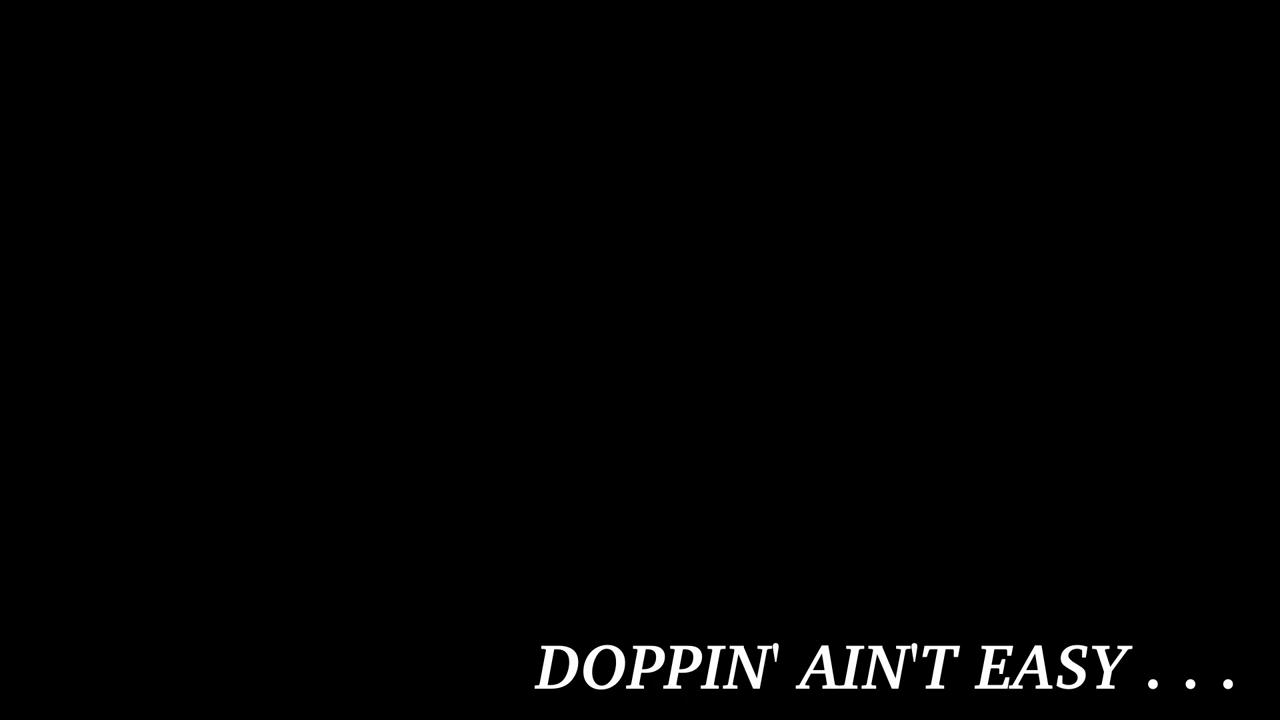 DOPPIN' AIN'T EASY . . .